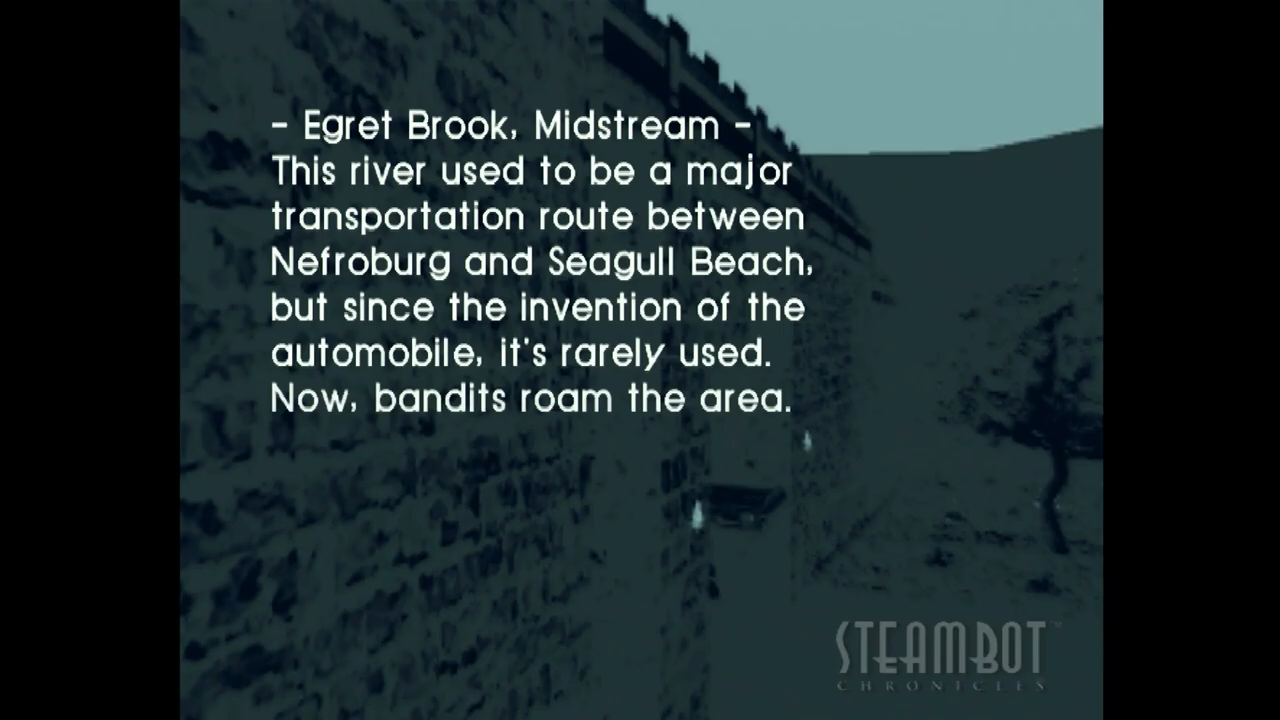 - Egret Brook, Midstream -
This river used to be a major
transportation route between
Nefroburg and Seagull Beach,
but since the invention of the
automobile, it's rarely used.
Now, bandits roam the area.
STEAMBOT™
CHRONICLES